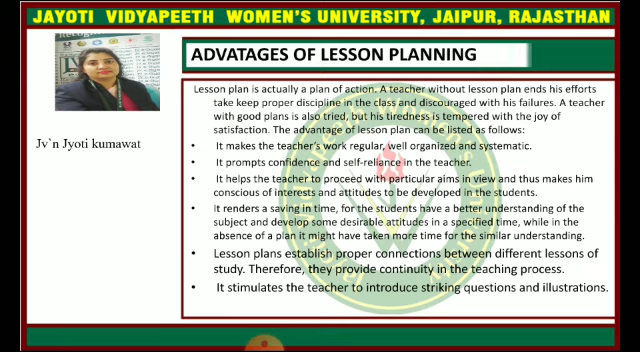 JAYOTI VIDYAPEETH WOMEN'S UNIVERSITY, JAIPUR, RAJASTHAN
ADVATAGES OF LESSON PLANNING
Jv`n Jyoti kumawat
Lesson plan is actually a plan of action. A teacher without lesson plan ends his efforts
take keep proper discipline in the class and discouraged with his failures. A teacher
with good plans is also tried, but his tiredness is tempered with the joy of
satisfaction. The advantage of lesson plan can be listed as follows:
• It makes the teacher's work regular, well organized and systematic.
• It prompts confidence and self-reliance in the teacher.
• It helps the teacher to proceed with particular aims in view and thus makes him
conscious of interests and attitudes to be developed in the students.
• It renders a saving in time, for the students have a better understanding of the
subject and develop some desirable attitudes in a specified time, while in the
absence of a plan it might have taken more time for the similar understanding.
• Lesson plans establish proper connections between different lessons of
study. Therefore, they provide continuity in the teaching process.
• It stimulates the teacher to introduce striking questions and illustrations.